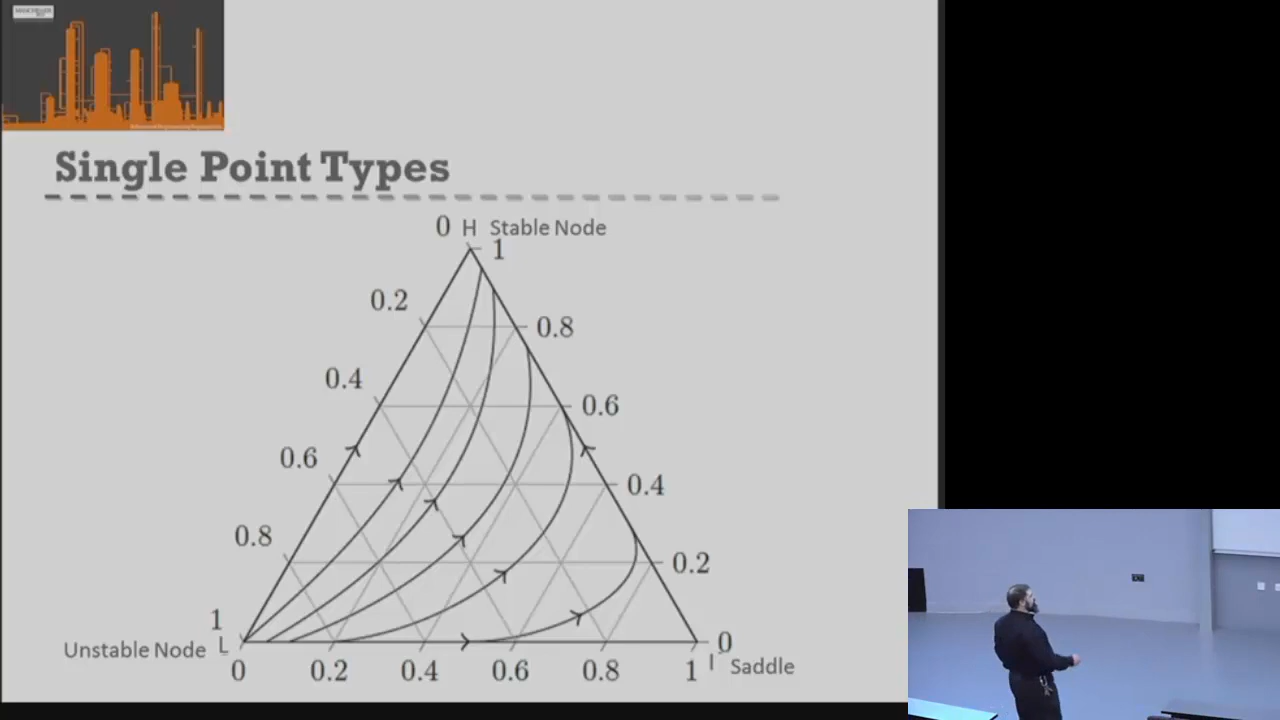 MANCHESTER
Single Point Types
0 H Stable Node
1
0.2
0.8
0.4
0.6
0.6
0.4
0.8
0.2
1
Unstable Node L
0
I Saddle
0 0.2 0.4 0.6 0.8 1